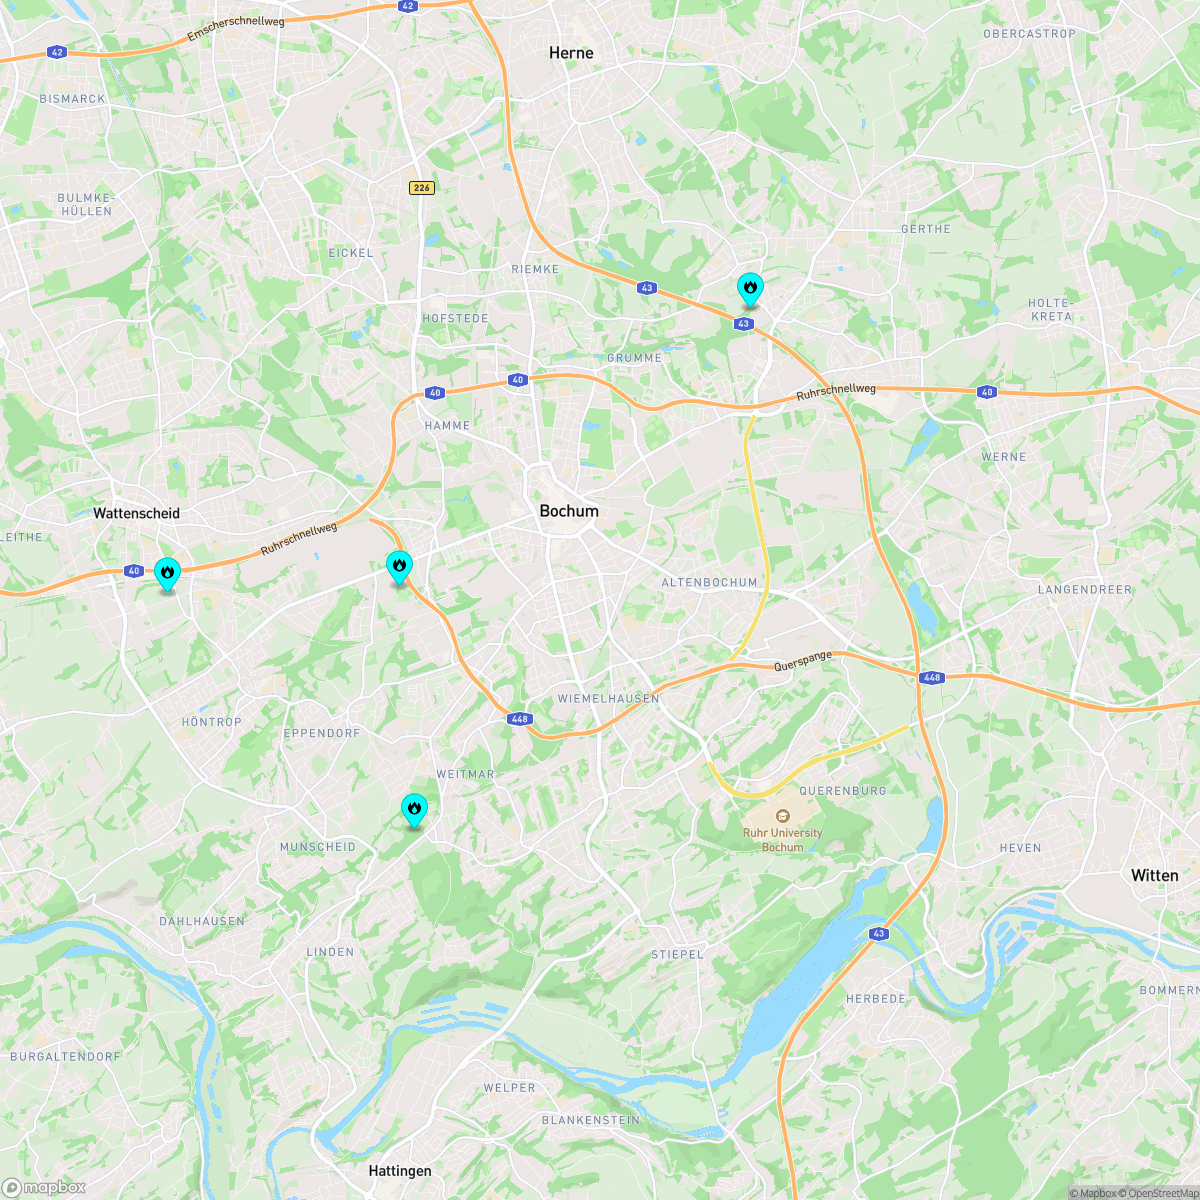 42
Emscherschnellweg
42
Herne
OBERCASTROP
BISMARCK
226
BULMKE-
HÜLLEN
GERTHE
EICKEL
RIEMKE
43
HOLTE-
KRETA
HOFSTEDE
43
GRUMME
40
40
Ruhrschnellweg
40
HAMME
WERNE
Wattenscheid
Bochum
LEITHE
Ruhrschnellweg
40
ALTENBOCHUM
LANGENDREER
Querspange
448
WIEMELHAUSEN
HÖNTROP
448
EPPENDORF
WEITMAR
QUERENBURG
Ruhr University
Bochum
MUNSCHEID
HEVEN
Witten
DAHLHAUSEN
43
LINDEN
STIEPEL
BOMMERN
HERBEDE
BURGALTENDORF
WELPER
BLANKENSTEIN
Hattingen
mapbox
© Mapbox © OpenStreetMap